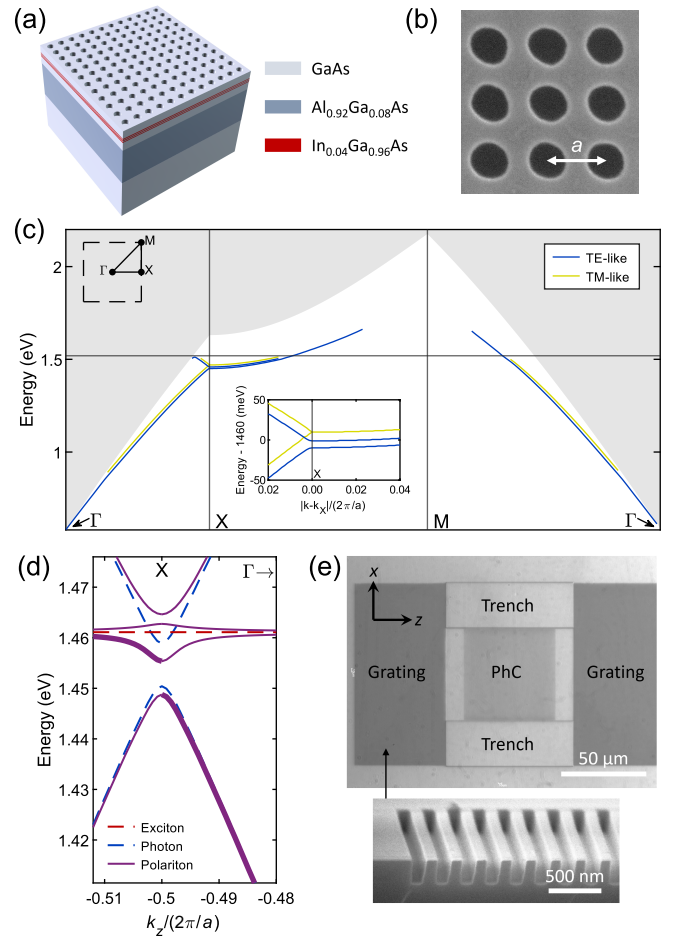 (a)
GaAs
Al0.92Ga0.08As
In0.04Ga0.96As
(b)
a
(c)
2
1.5
1
Energy (eV)
M
Γ
X
TE-like
TM-like
50
0
-50
Energy - 1460 (meV)
X
0.02 0.00 0.02 0.04
|k-kX|/(2π/a)
Γ
X
M
Γ
(d)
X
Γ→
1.47
1.46
1.45
1.44
1.43
1.42
Energy (eV)
Exciton
Photon
Polariton
-0.51 -0.5 -0.49 -0.48
kz/(2π/a)
(e)
x
z
Trench
Grating
PhC
Grating
Trench
50 μm
500 nm